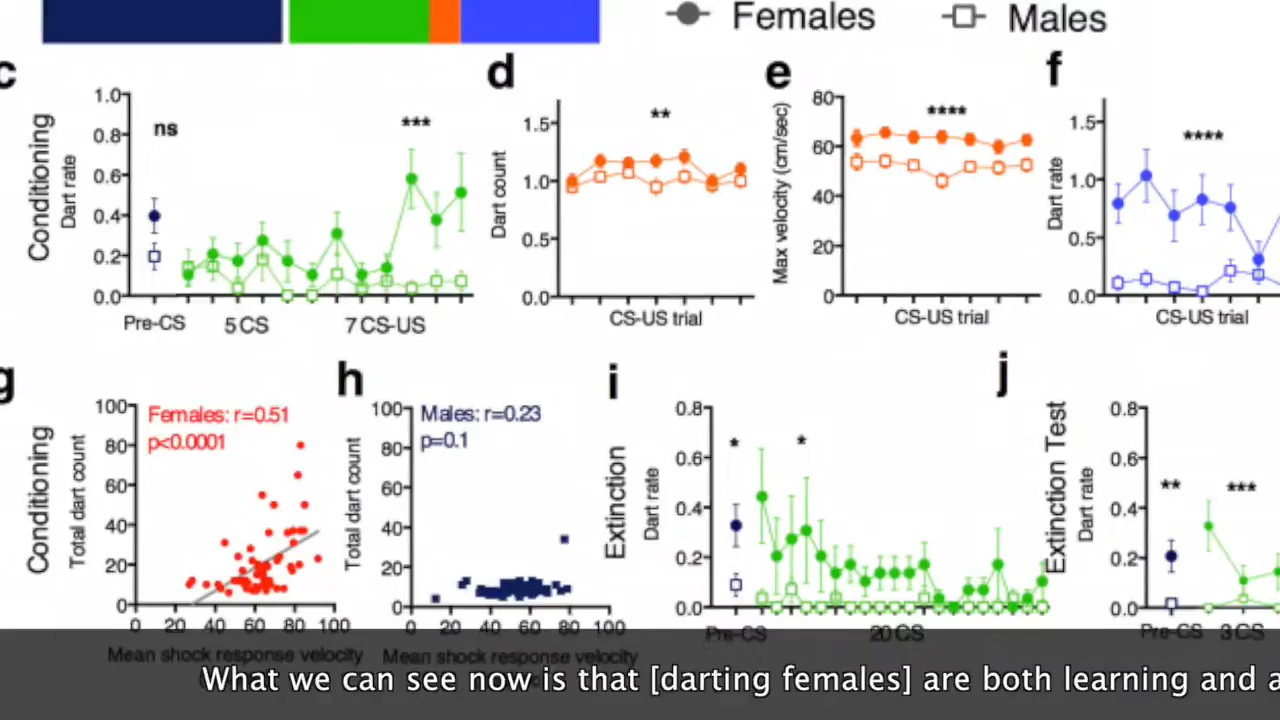 Females
Males
c
Conditioning
Dart rate
1.0
0.8
0.6
0.4
0.2
0.0
ns
***
Pre-CS
5 CS
7 CS-US
d
Dart count
1.5
1.0
0.5
0.0
**
CS-US trial
e
Max velocity (cm/sec)
80
60
40
20
0
****
CS-US trial
f
Dart rate
1.5
1.0
0.5
0.0
****
CS-US trial
g
Conditioning
Total dart count
100
80
60
40
20
0
Females: r=0.51
p<0.0001
0 20 40 60 80 100
Mean shock response velocity
h
Total dart count
100
80
60
40
20
0
Males: r=0.23
p=0.1
0 20 40 60 80 100
Mean shock response velocity
i
Extinction
Dart rate
0.8
0.6
0.4
0.2
0.0
*
*
Pre-CS
20 CS
j
Extinction Test
Dart rate
0.8
0.6
0.4
0.2
0.0
**
***
Pre-CS
3 CS
What we can see now is that [darting females] are both learning and a